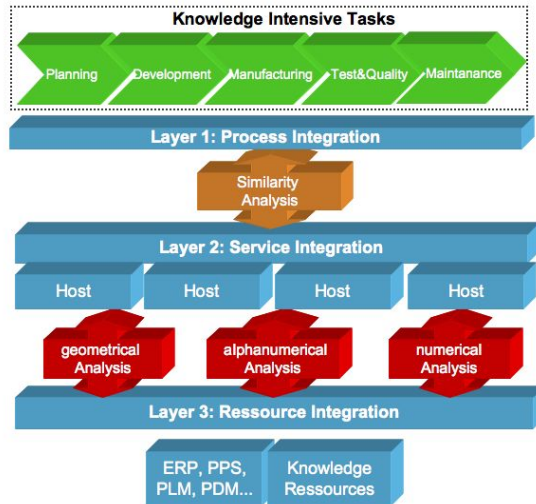 Knowledge Intensive Tasks
Planning Development Manufacturing Test&Quality Maintanance
Layer 1: Process Integration
Similarity
Analysis
Layer 2: Service Integration
Host Host Host Host
geometrical alphanumerical numerical
Analysis Analysis Analysis
Layer 3: Ressource Integration
ERP, PPS, Knowledge
PLM, PDM... Ressources